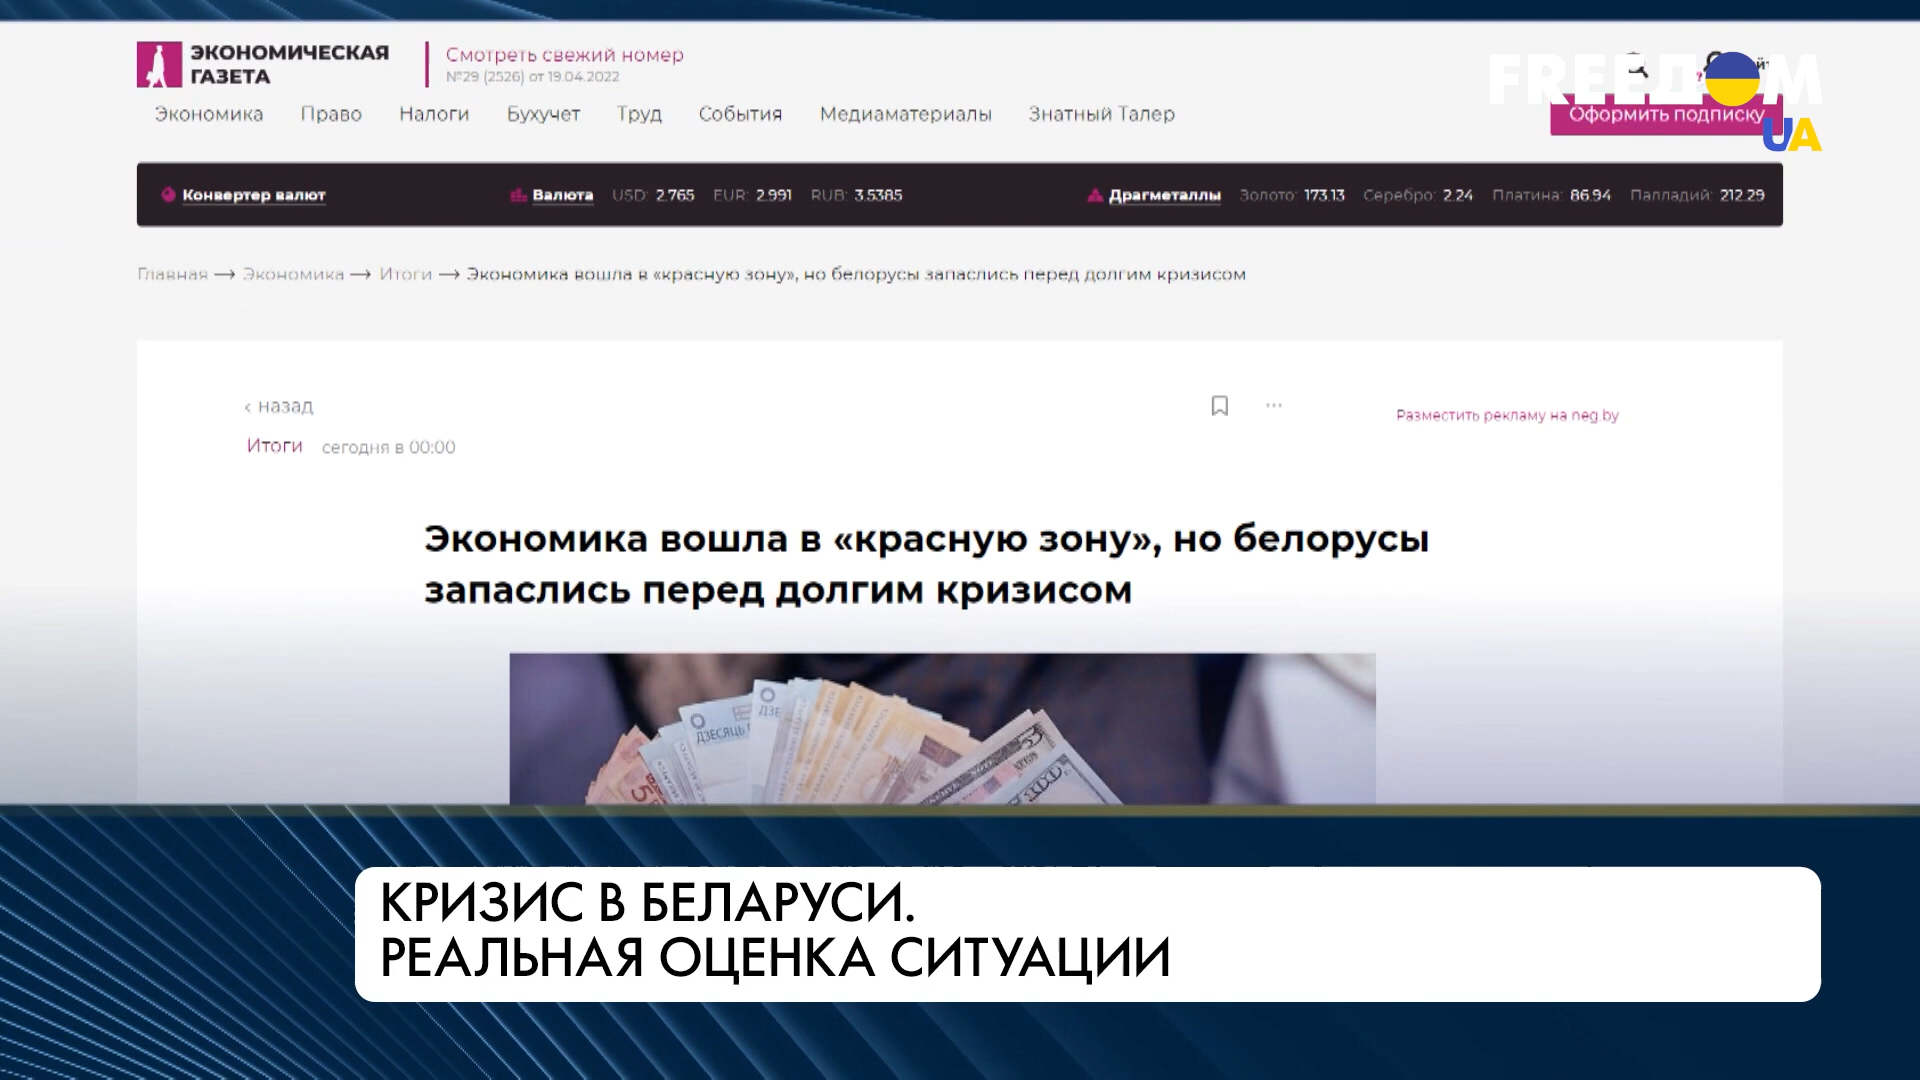 ЭКОНОМИЧЕСКАЯ
ГАЗЕТА
Смотреть свежий номер
№29 (2526) от 19.04.2022
FREEДOM
UA
Экономика Право Налоги Бухучет Труд События Медиаматериалы Знатный Талер
Оформить подписку
Конвертер валют Валюта USD: 2.765 EUR: 2.991 RUB: 3.5385 Драгметаллы Золото: 173.13 Серебро: 2.24 Платина: 86.94 Палладий: 212.29
Главная → Экономика → Итоги → Экономика вошла в «красную зону», но белорусы запаслись перед долгим кризисом
‹ назад
Разместить рекламу на neg.by
Итоги сегодня в 00:00
Экономика вошла в «красную зону», но белорусы
запаслись перед долгим кризисом
ДЗЕСЯЦЬ
КРИЗИС В БЕЛАРУСИ.
РЕАЛЬНАЯ ОЦЕНКА СИТУАЦИИ